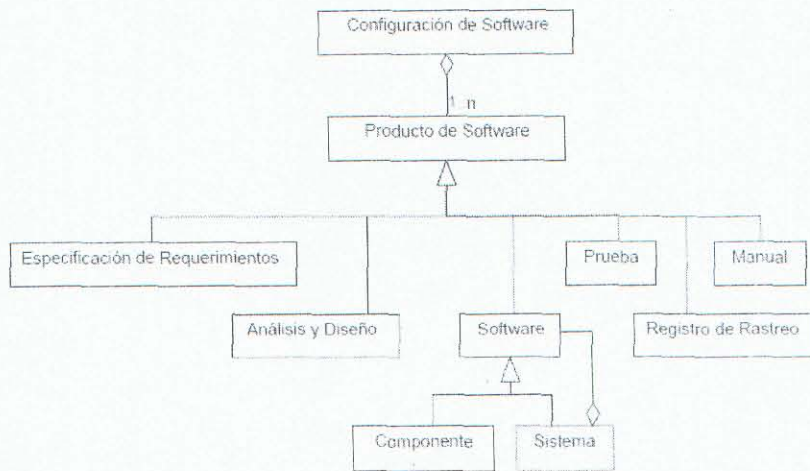 Configuración de Software
1..n
Producto de Software
Especificación de Requerimientos
Prueba
Manual
Análisis y Diseño
Software
Registro de Rastreo
Componente
Sistema